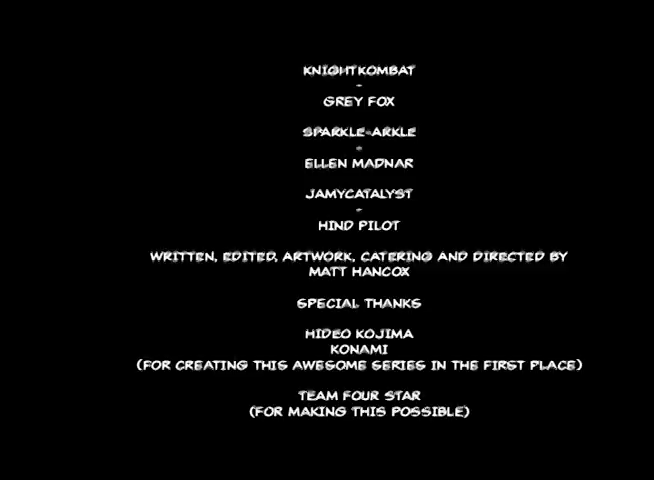 KNIGHTKOMBAT
-
GREY FOX
SPARKLE-ARKLE
-
ELLEN MADNAR
JAMYCATALYST
-
HIND PILOT
WRITTEN, EDITED, ARTWORK, CATERING AND DIRECTED BY
MATT HANCOX
SPECIAL THANKS
HIDEO KOJIMA
KONAMI
(FOR CREATING THIS AWESOME SERIES IN THE FIRST PLACE)
TEAM FOUR STAR
(FOR MAKING THIS POSSIBLE)